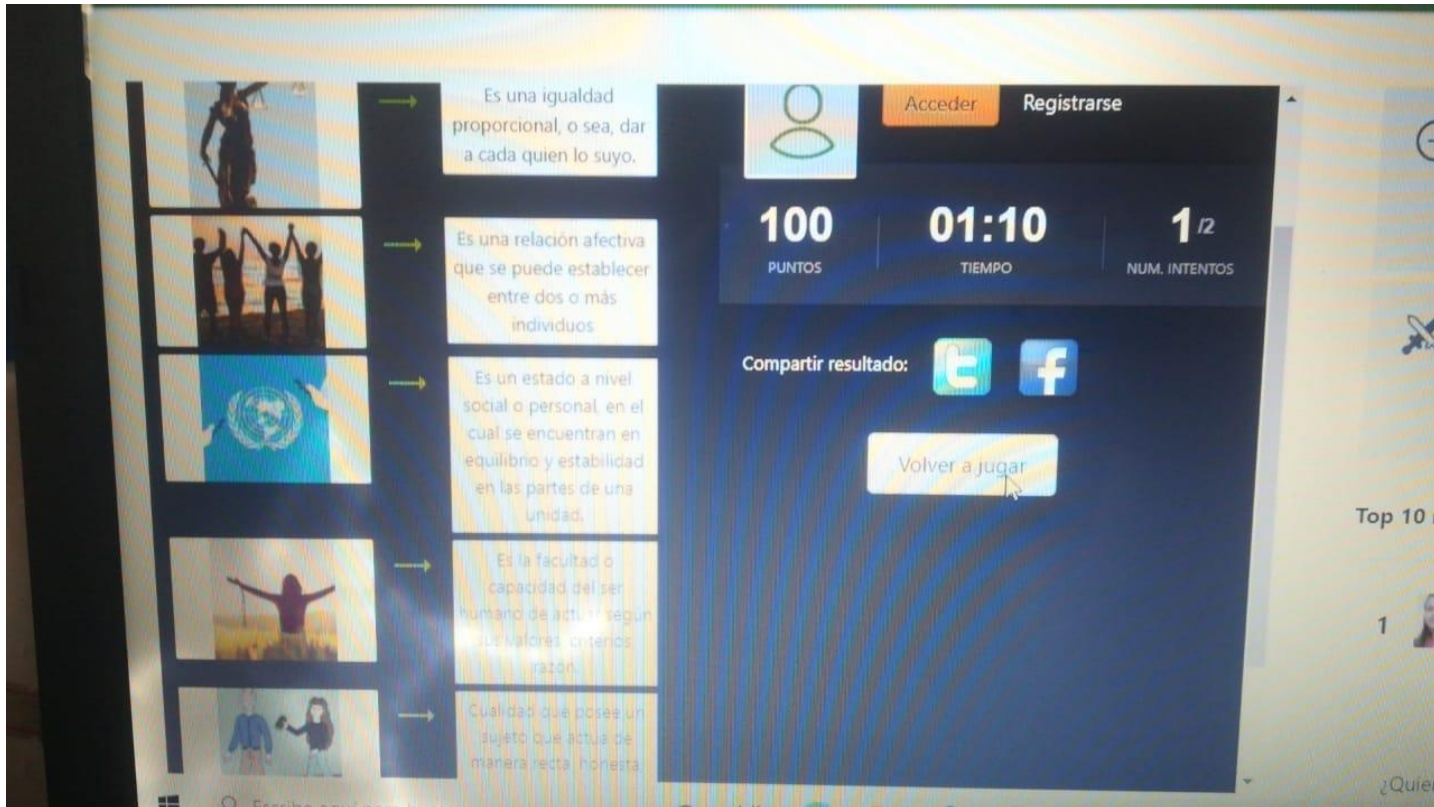 Es una igualdad
proporcional, o sea, dar
a cada quien lo suyo.
Es una relación afectiva
que se puede establecer
entre dos o más
individuos
Es un estado a nivel
social o personal, en el
cual se encuentran en
equilibrio y estabilidad
en las partes de una
unidad.
Es la facultad o
capacidad del ser
humano de actuar según
sus valores, criterios,
razón,
Cualidad que posee un
sujeto que actua de
manera recta, honesta,
Acceder
Registrarse
100
01:10
1/2
PUNTOS
TIEMPO
NUM. INTENTOS
Compartir resultado:
t
f
Volver a jugar
Top 10
1
Escribe aquí